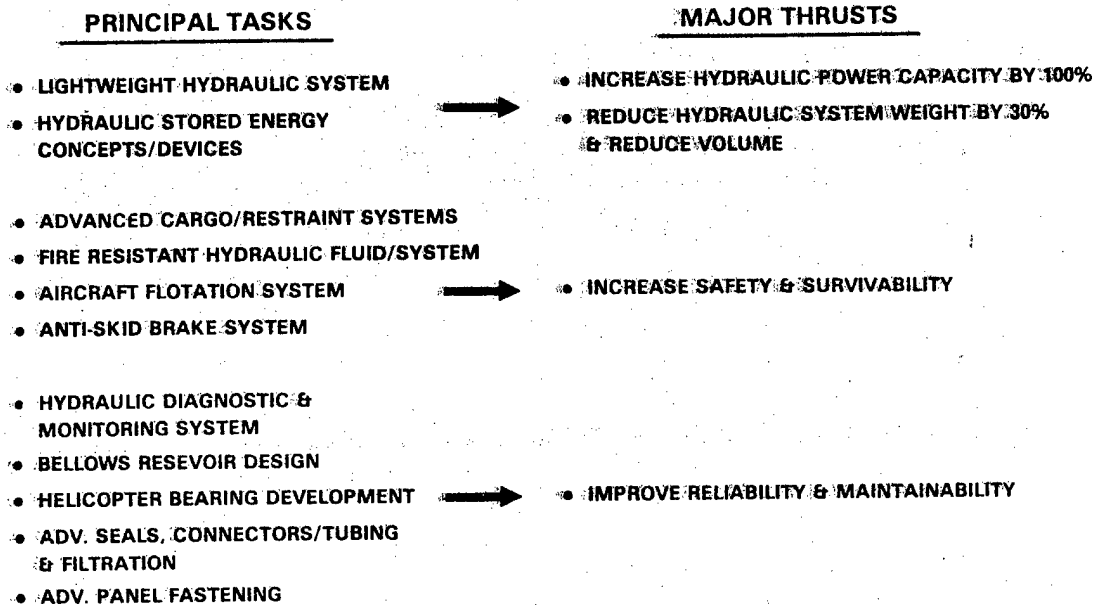 PRINCIPAL TASKS
MAJOR THRUSTS
• LIGHTWEIGHT HYDRAULIC SYSTEM
• HYDRAULIC STORED ENERGY
CONCEPTS/DEVICES
• INCREASE HYDRAULIC POWER CAPACITY BY 100%
• REDUCE HYDRAULIC SYSTEM WEIGHT BY 30%
& REDUCE VOLUME
• ADVANCED CARGO/RESTRAINT SYSTEMS
• FIRE RESISTANT HYDRAULIC FLUID/SYSTEM
• AIRCRAFT FLOTATION SYSTEM
• ANTI-SKID BRAKE SYSTEM
• INCREASE SAFETY & SURVIVABILITY
• HYDRAULIC DIAGNOSTIC &
MONITORING SYSTEM
• BELLOWS RESEVOIR DESIGN
• HELICOPTER BEARING DEVELOPMENT
• ADV. SEALS, CONNECTORS/TUBING
& FILTRATION
• ADV. PANEL FASTENING
• IMPROVE RELIABILITY & MAINTAINABILITY